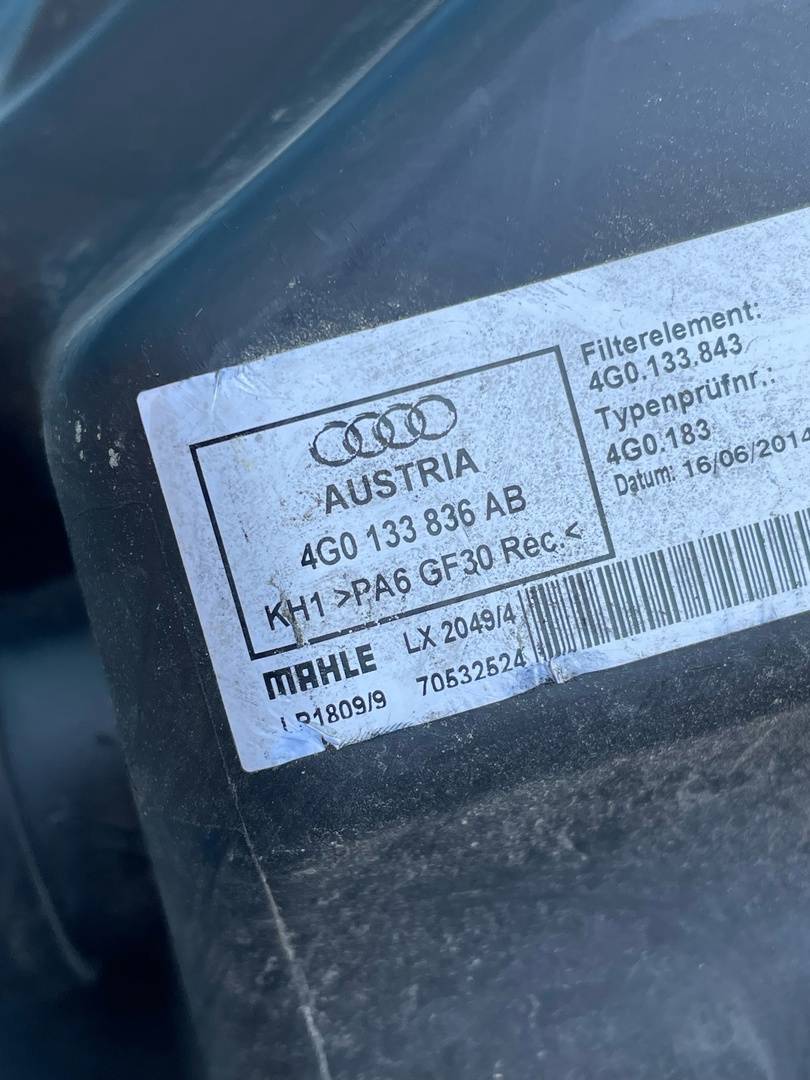 AUSTRIA
4G0 133 836 AB
KH1 >PA6 GF30 Rec.<
MAHLE
LX 2049/4
70532524
Filterelement:
4G0.133.843
Typenprüfnr.:
4G0.183
Datum: 16/06/2014